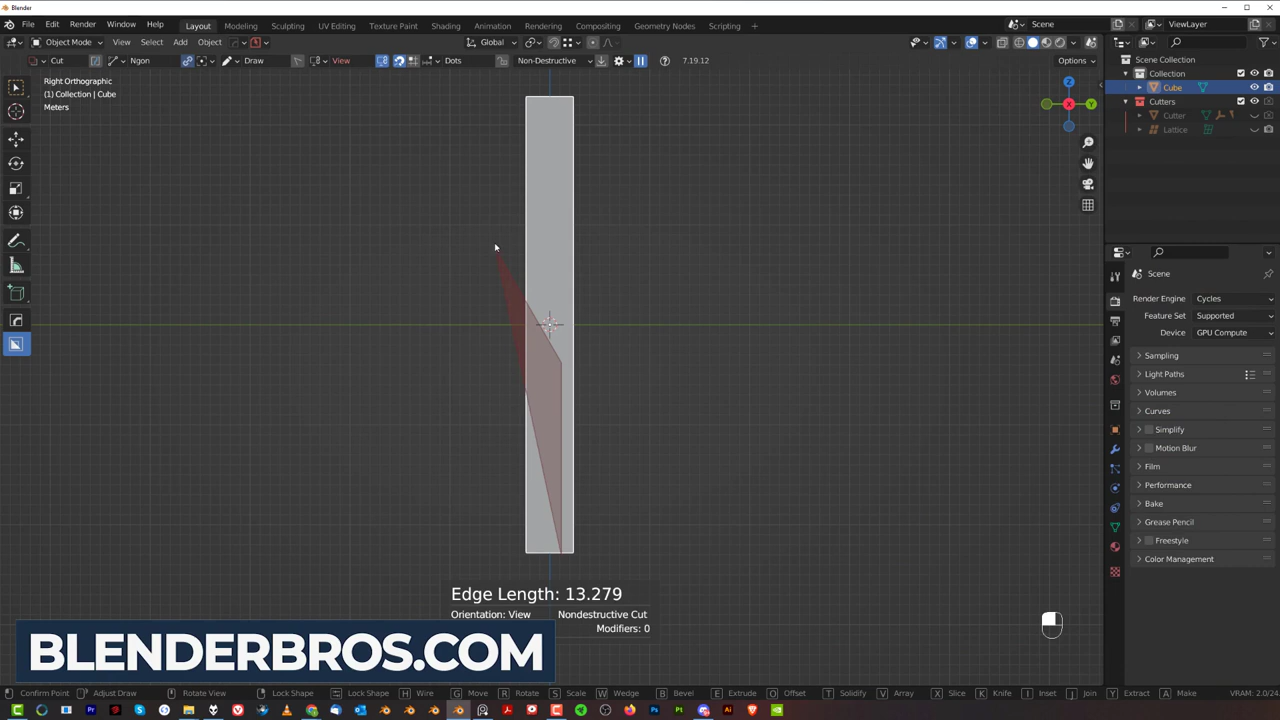 Blender
File Edit Render Window Help Layout Modeling Sculpting UV Editing Texture Paint Shading Animation Rendering Compositing Geometry Nodes Scripting + Scene ViewLayer
Object Mode View Select Add Object Global
Cut Ngon Draw View Dots Non-Destructive 7.19.12 Options
Right Orthographic
(1) Collection | Cube
Meters
Z
X
Y
Scene Collection
Collection
Cube
Cutters
Cutter
Lattice
Scene
Render Engine Cycles
Feature Set Supported
Device GPU Compute
Sampling
Light Paths
Volumes
Curves
Simplify
Motion Blur
Film
Performance
Bake
Grease Pencil
Freestyle
Color Management
Edge Length: 13.279
Orientation: View Nondestructive Cut
Modifiers: 0
BLENDERBROS.COM
Confirm Point Adjust Draw Rotate View Lock Shape Lock Shape H Wire G Move R Rotate S Scale W Wedge B Bevel E Extrude O Offset T Solidify V Array X Slice K Knife I Inset J Join Y Extract A Make VRAM: 2.0/24.